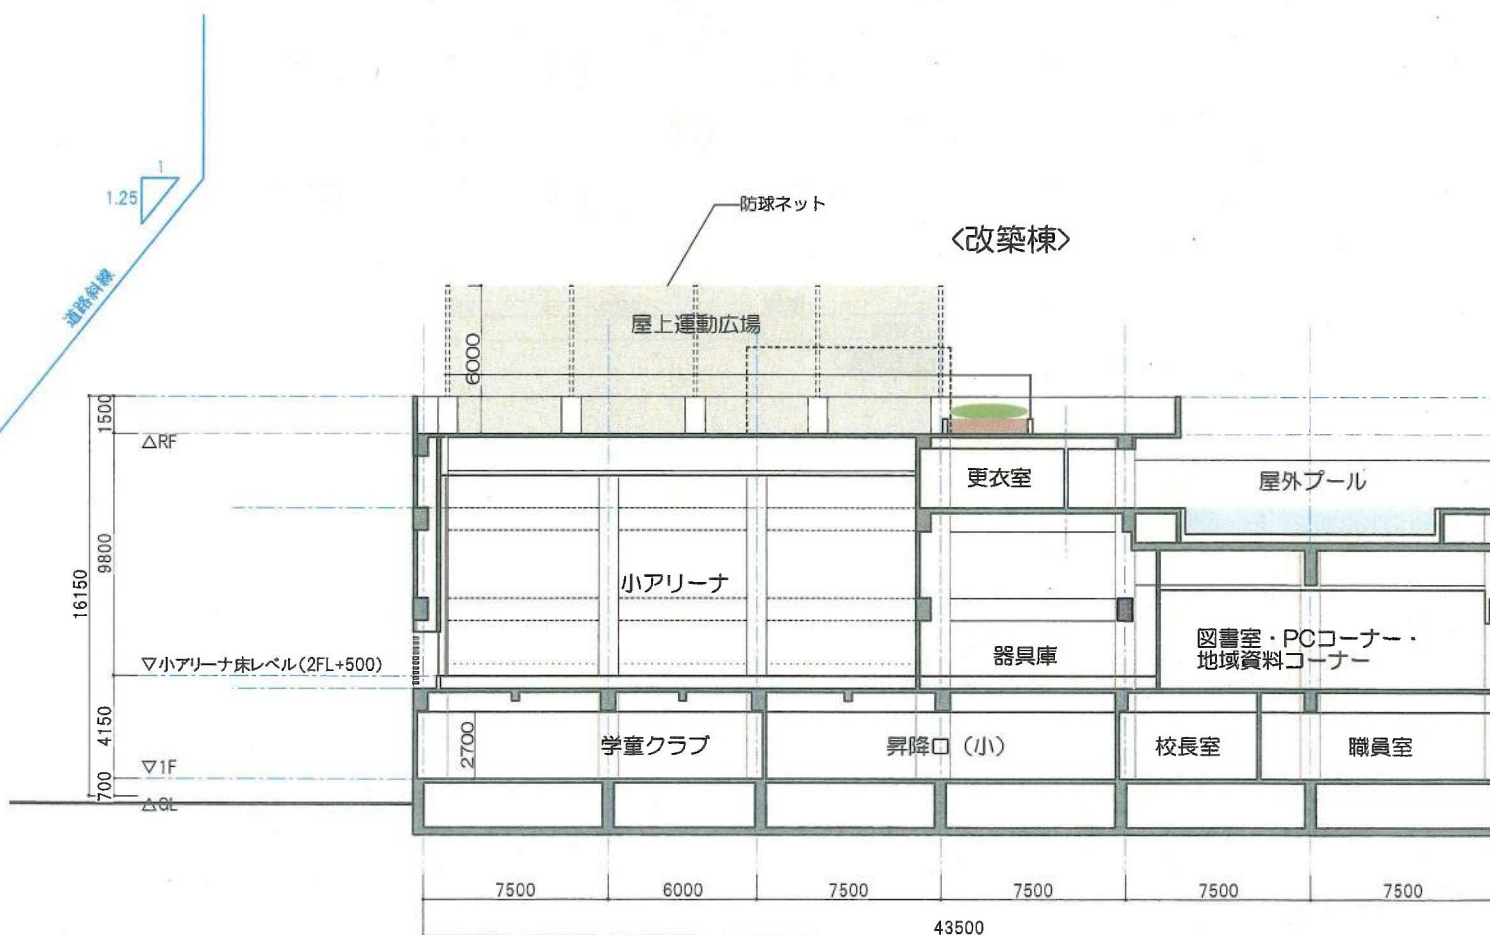 1
1.25
道路斜線
防球ネット
<改築棟>
屋上運動広場
6000
1500
△RF
更衣室
屋外プール
9800
16150
小アリーナ
▽小アリーナ床レベル(2FL+500)
器具庫
図書室・PCコーナー・
地域資料コーナー
4150
2700
学童クラブ
昇降口(小)
校長室
職員室
▽1F
700
△GL
7500
6000
7500
7500
7500
7500
43500